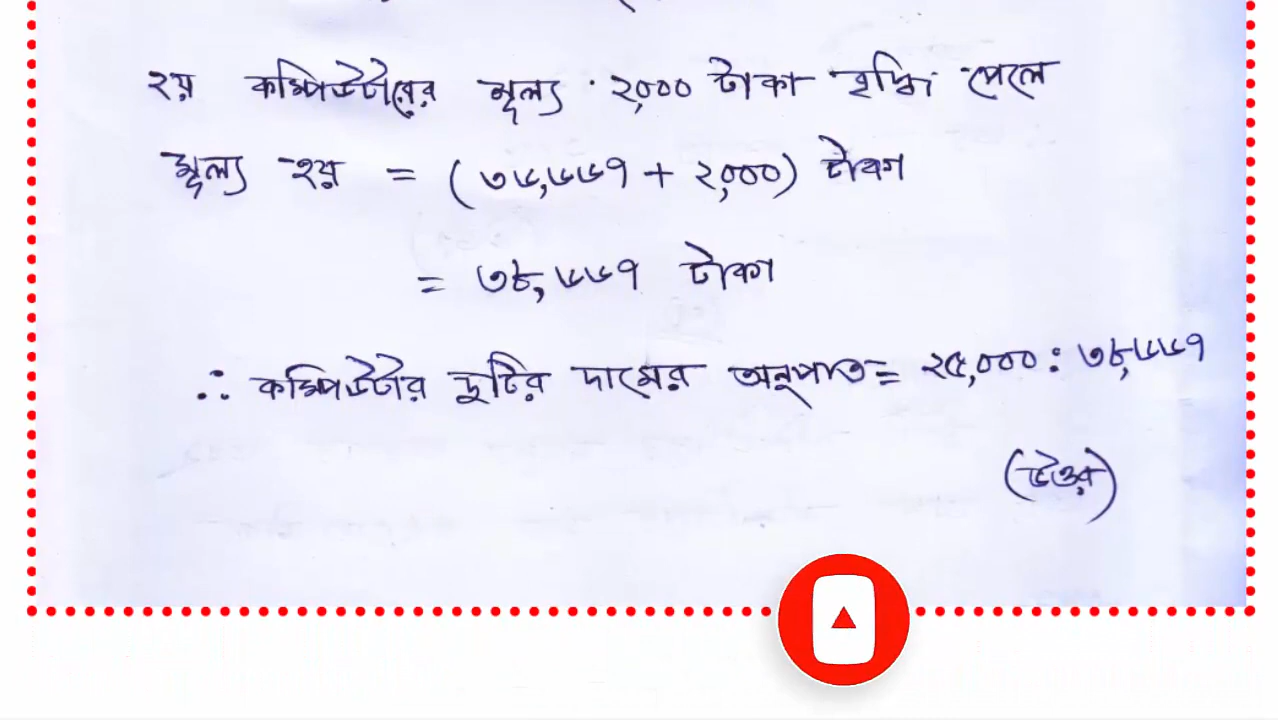 ২য় কম্পিউটারের মূল্য ২,০০০ টাকা বৃদ্ধি পেলে
মূল্য হয় = (৩৬,৬৬৭ + ২,০০০) টাকা
= ৩৮,৬৬৭ টাকা
∴ কম্পিউটার দুটির দামের অনুপাত = ২৫,০০০ : ৩৮,৬৬৭
(উত্তর)